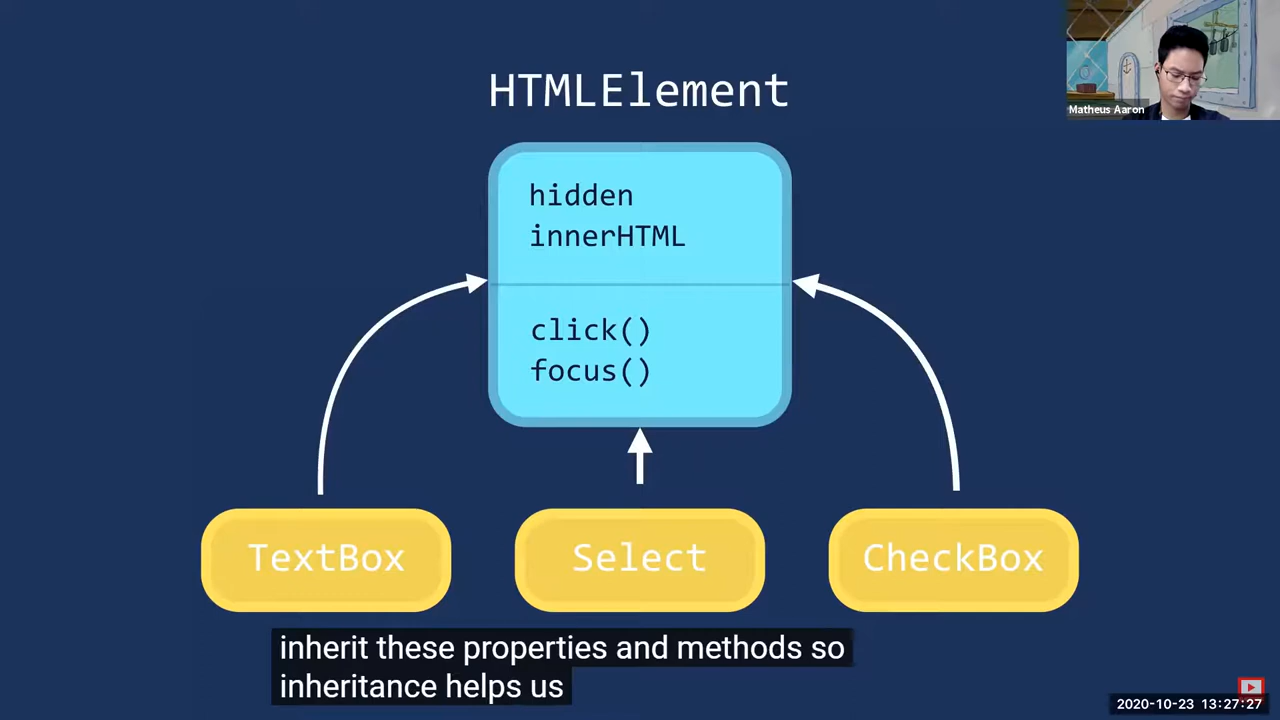 Matheus Aaron
HTMLElement
hidden
innerHTML
click()
focus()
TextBox
Select
CheckBox
inherit these properties and methods so
inheritance helps us
2020-10-23 13:27:27